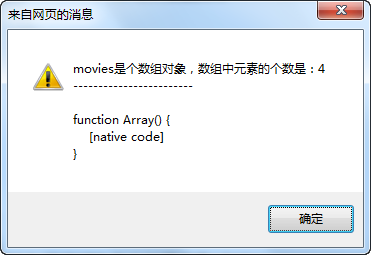 来自网页的消息
movies是个数组对象，数组中元素的个数是：4
------------------------
function Array() {
    [native code]
}
确定